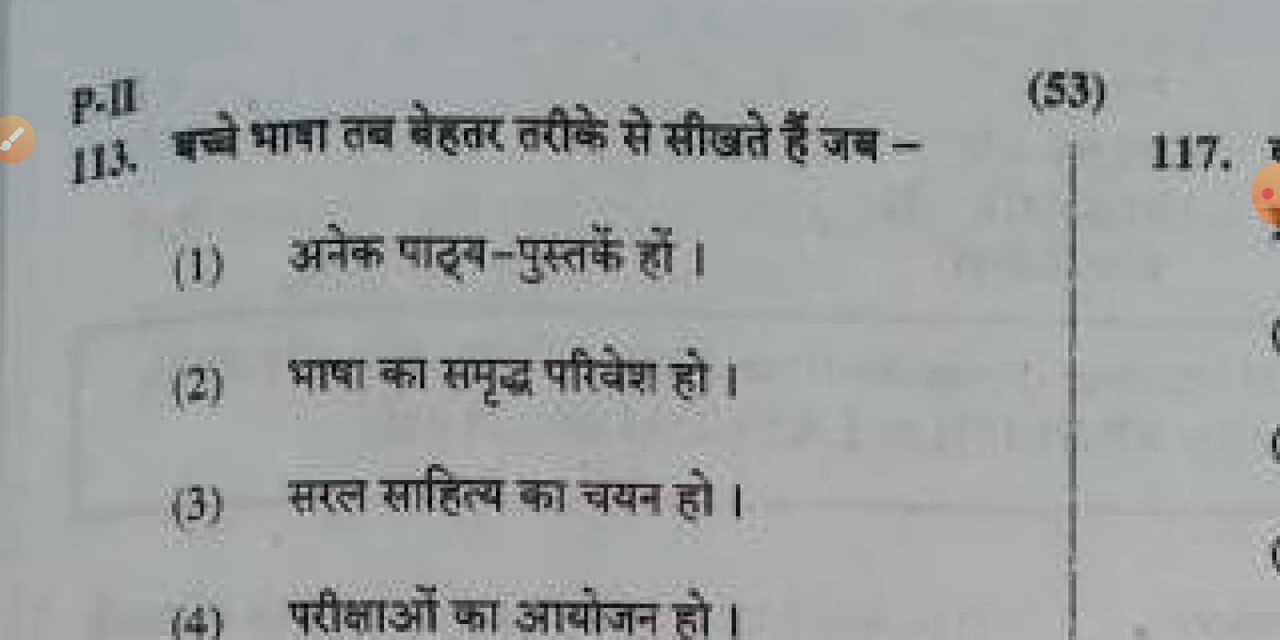 P-II
(53)
113. बच्चे भाषा तब बेहतर तरीके से सीखते हैं जब –
(1) अनेक पाठ्य-पुस्तकें हों ।
(2) भाषा का समृद्ध परिवेश हो ।
(3) सरल साहित्य का चयन हो ।
(4) परीक्षाओं का आयोजन हो ।
117.